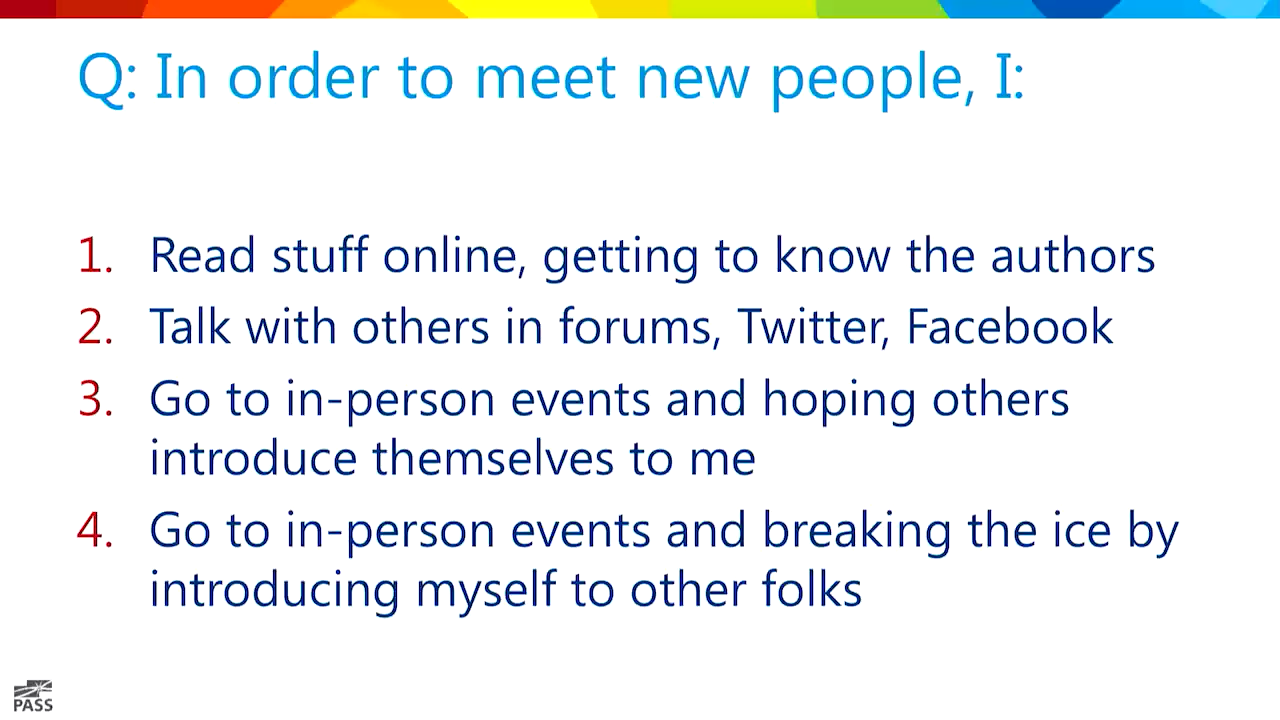 Q: In order to meet new people, I:
1. Read stuff online, getting to know the authors
2. Talk with others in forums, Twitter, Facebook
3. Go to in-person events and hoping others
introduce themselves to me
4. Go to in-person events and breaking the ice by
introducing myself to other folks
PASS